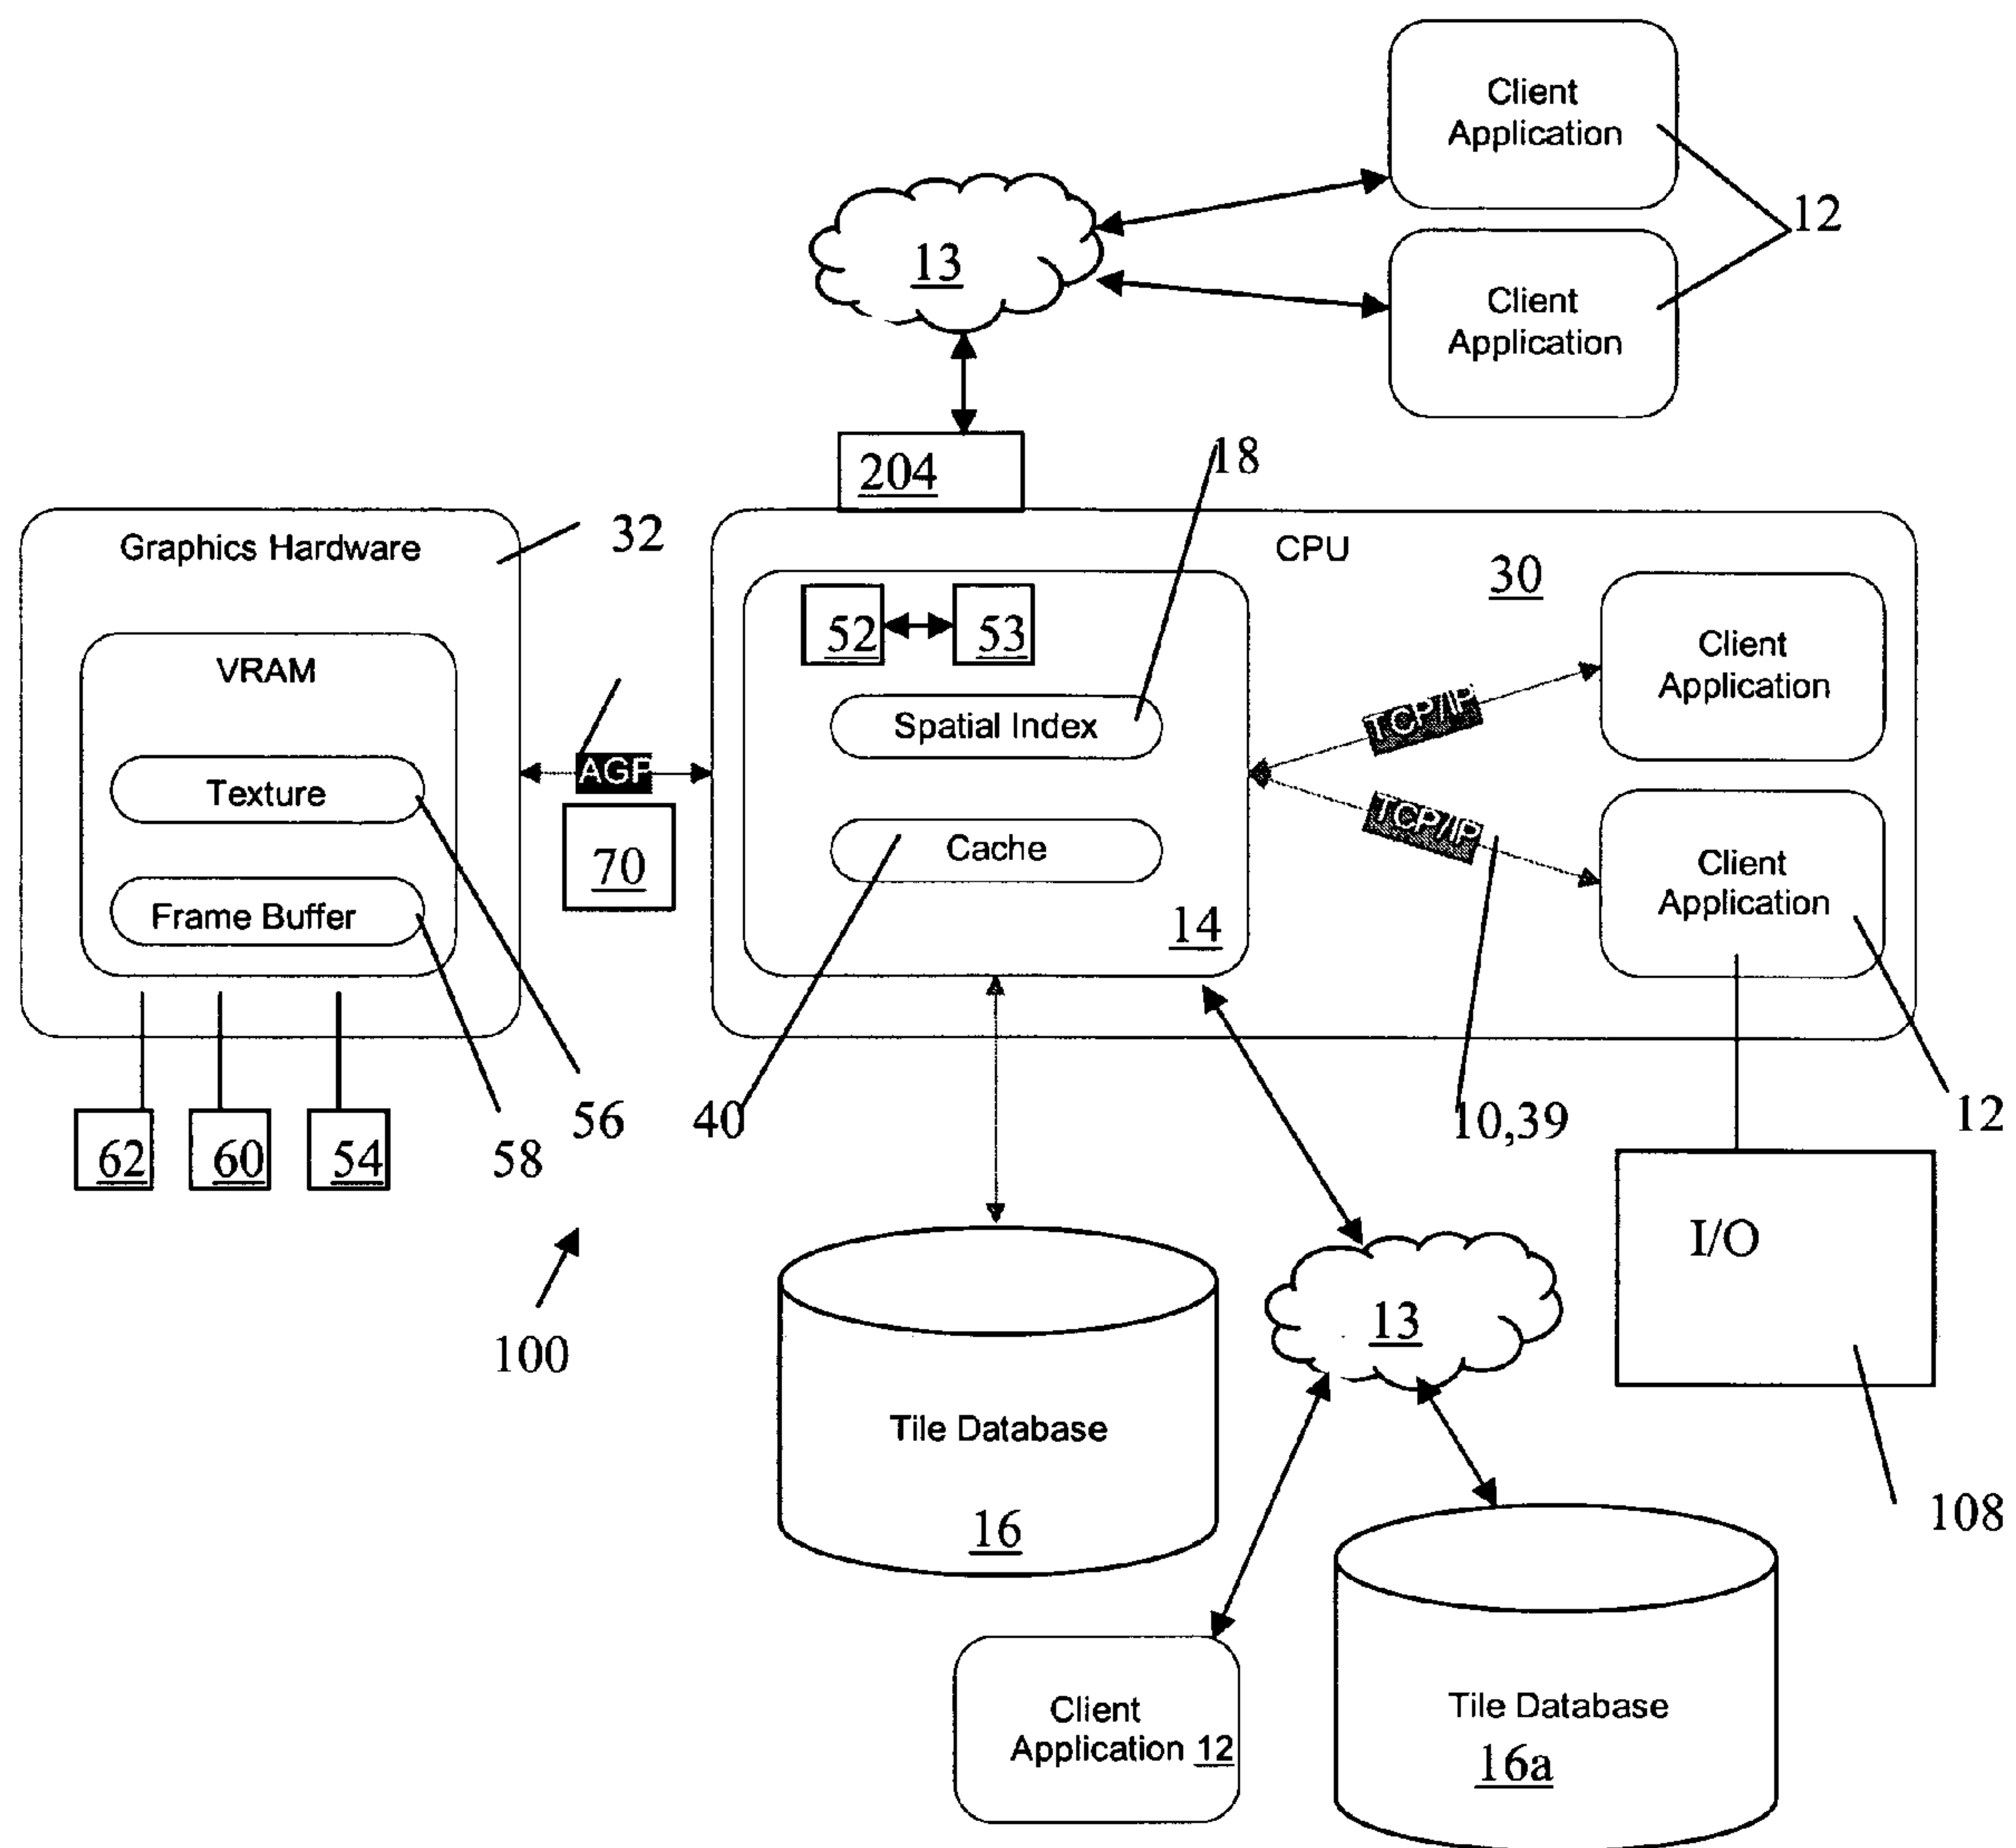 Client
Application
12
13
Client
Application
204
18
Graphics Hardware
32
CPU
30
52
53
VRAM
Client
Application
Spatial Index
TCP/IP
AGP
Texture
TCP/IP
70
Cache
Client
Application
Frame Buffer
14
62
60
54
56
58
40
10,39
12
I/O
100
13
Tile Database
16
108
Client
Application 12
Tile Database
16a